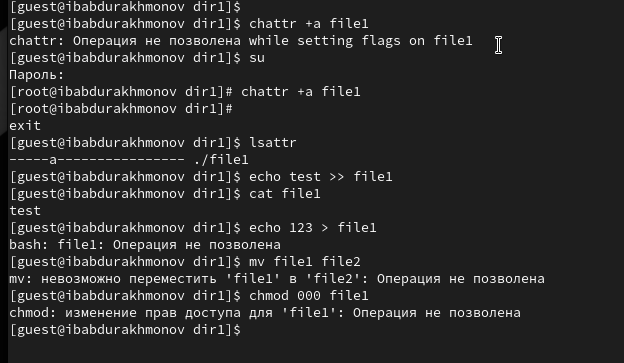 [guest@ibabdurakhmonov dir1]$
[guest@ibabdurakhmonov dir1]$ chattr +a file1
chattr: Операция не позволена while setting flags on file1
[guest@ibabdurakhmonov dir1]$ su
Пароль:
[root@ibabdurakhmonov dir1]# chattr +a file1
[root@ibabdurakhmonov dir1]#
exit
[guest@ibabdurakhmonov dir1]$ lsattr
-----a---------------- ./file1
[guest@ibabdurakhmonov dir1]$ echo test >> file1
[guest@ibabdurakhmonov dir1]$ cat file1
test
[guest@ibabdurakhmonov dir1]$ echo 123 > file1
bash: file1: Операция не позволена
[guest@ibabdurakhmonov dir1]$ mv file1 file2
mv: невозможно переместить 'file1' в 'file2': Операция не позволена
[guest@ibabdurakhmonov dir1]$ chmod 000 file1
chmod: изменение прав доступа для 'file1': Операция не позволена
[guest@ibabdurakhmonov dir1]$